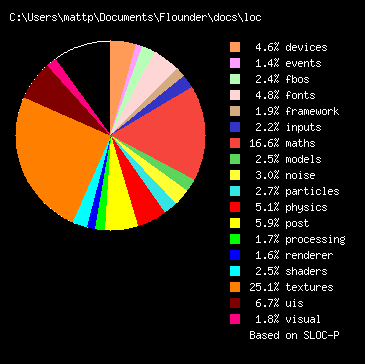 C:\Users\mattp\Documents\Flounder\docs\loc
4.6% devices
1.4% events
2.4% fbos
4.8% fonts
1.9% framework
2.2% inputs
16.6% maths
2.5% models
3.0% noise
2.7% particles
5.1% physics
5.9% post
1.7% processing
1.6% renderer
2.5% shaders
25.1% textures
6.7% uis
1.8% visual
Based on SLOC-P